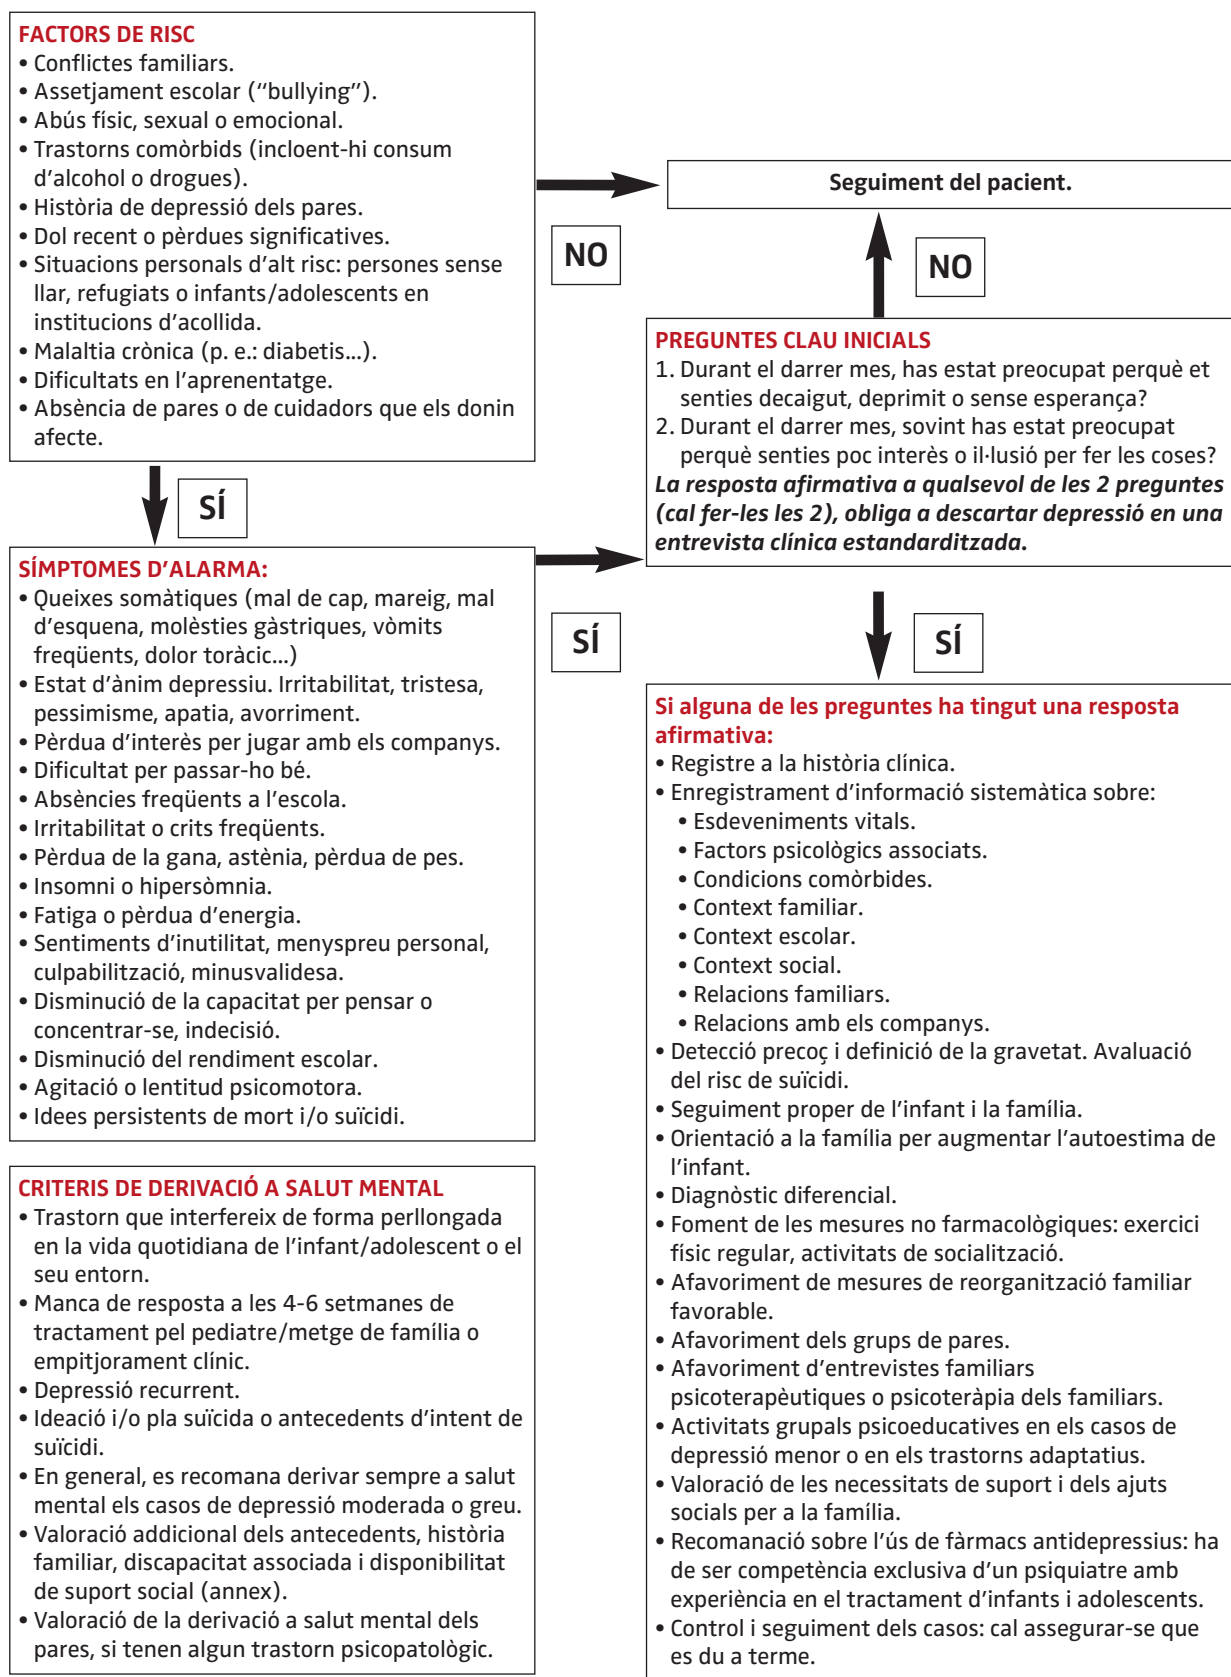 FACTORS DE RISC
• Conflictes familiars.
• Assetjament escolar (“bullying”).
• Abús físic, sexual o emocional.
• Trastorns comòrbids (incloent-hi consum
d’alcohol o drogues).
• Història de depressió dels pares.
• Dol recent o pèrdues significatives.
• Situacions personals d’alt risc: persones sense
llar, refugiats o infants/adolescents en
institucions d’acollida.
• Malaltia crònica (p. e.: diabetis...).
• Dificultats en l’aprenentatge.
• Absència de pares o de cuidadors que els donin
afecte.
NO
Seguiment del pacient.
NO
SÍ
SÍMPTOMES D’ALARMA:
• Queixes somàtiques (mal de cap, mareig, mal
d’esquena, molèsties gàstriques, vòmits
freqüents, dolor toràcic...)
• Estat d’ànim depressiu. Irritabilitat, tristesa,
pessimisme, apatia, avorriment.
• Pèrdua d’interès per jugar amb els companys.
• Dificultat per passar-ho bé.
• Absències freqüents a l’escola.
• Irritabilitat o crits freqüents.
• Pèrdua de la gana, astènia, pèrdua de pes.
• Insomni o hipersòmnia.
• Fatiga o pèrdua d’energia.
• Sentiments d’inutilitat, menyspreu personal,
culpabilització, minusvalidesa.
• Disminució de la capacitat per pensar o
concentrar-se, indecisió.
• Disminució del rendiment escolar.
• Agitació o lentitud psicomotora.
• Idees persistents de mort i/o suïcidi.
SÍ
PREGUNTES CLAU INICIALS
1. Durant el darrer mes, has estat preocupat perquè et
senties decaigut, deprimit o sense esperança?
2. Durant el darrer mes, sovint has estat preocupat
perquè senties poc interès o il·lusió per fer les coses?
La resposta afirmativa a qualsevol de les 2 preguntes
(cal fer-les les 2), obliga a descartar depressió en una
entrevista clínica estandarditzada.
SÍ
Si alguna de les preguntes ha tingut una resposta
afirmativa:
• Registre a la història clínica.
• Enregistrament d’informació sistemàtica sobre:
• Esdeveniments vitals.
• Factors psicològics associats.
• Condicions comòrbides.
• Context familiar.
• Context escolar.
• Context social.
• Relacions familiars.
• Relacions amb els companys.
• Detecció precoç i definició de la gravetat. Avaluació
del risc de suïcidi.
• Seguiment proper de l’infant i la família.
• Orientació a la família per augmentar l’autoestima de
l’infant.
• Diagnòstic diferencial.
• Foment de les mesures no farmacològiques: exercici
físic regular, activitats de socialització.
• Afavoriment de mesures de reorganització familiar
favorable.
• Afavoriment dels grups de pares.
• Afavoriment d’entrevistes familiars
psicoterapèutiques o psicoteràpia dels familiars.
• Activitats grupals psicoeducatives en els casos de
depressió menor o en els trastorns adaptatius.
• Valoració de les necessitats de suport i dels ajuts
socials per a la família.
• Recomanació sobre l’ús de fàrmacs antidepressius: ha
de ser competència exclusiva d’un psiquiatre amb
experiència en el tractament d’infants i adolescents.
• Control i seguiment dels casos: cal assegurar-se que
es du a terme.
CRITERIS DE DERIVACIÓ A SALUT MENTAL
• Trastorn que interfereix de forma perllongada
en la vida quotidiana de l’infant/adolescent o el
seu entorn.
• Manca de resposta a les 4-6 setmanes de
tractament pel pediatre/metge de família o
empitjorament clínic.
• Depressió recurrent.
• Ideació i/o pla suïcida o antecedents d’intent de
suïcidi.
• En general, es recomana derivar sempre a salut
mental els casos de depressió moderada o greu.
• Valoració addicional dels antecedents, història
familiar, discapacitat associada i disponibilitat
de suport social (annex).
• Valoració de la derivació a salut mental dels
pares, si tenen algun trastorn psicopatològic.